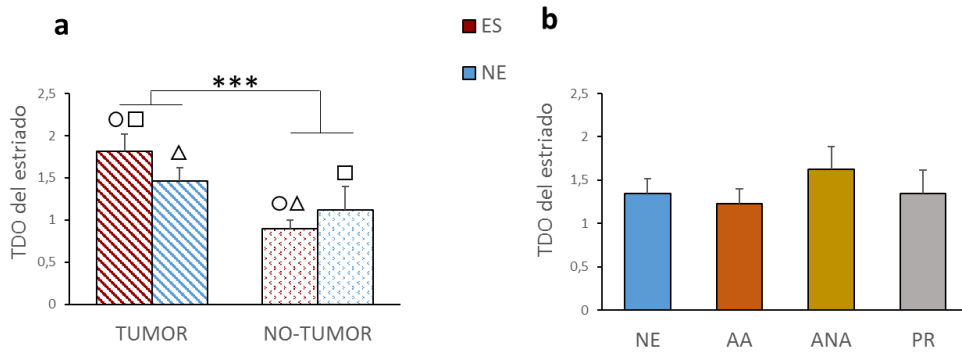 a
ES
NE
***
TDO del estriado
2,5
2
1,5
1
0,5
0
TUMOR
NO-TUMOR
b
TDO del estriado
2,5
2
1,5
1
0,5
0
NE
AA
ANA
PR